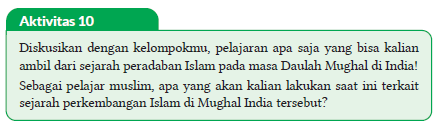 Aktivitas 10
Diskusikan dengan kelompokmu, pelajaran apa saja yang bisa kalian
ambil dari sejarah peradaban Islam pada masa Daulah Mughal di India!
Sebagai pelajar muslim, apa yang akan kalian lakukan saat ini terkait
sejarah perkembangan Islam di Mughal India tersebut?